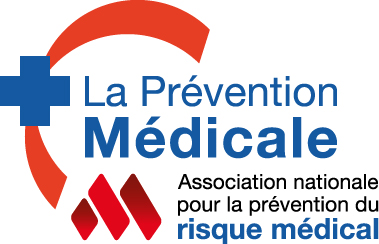 La Prévention
Médicale
Association nationale
pour la prévention du
risque médical